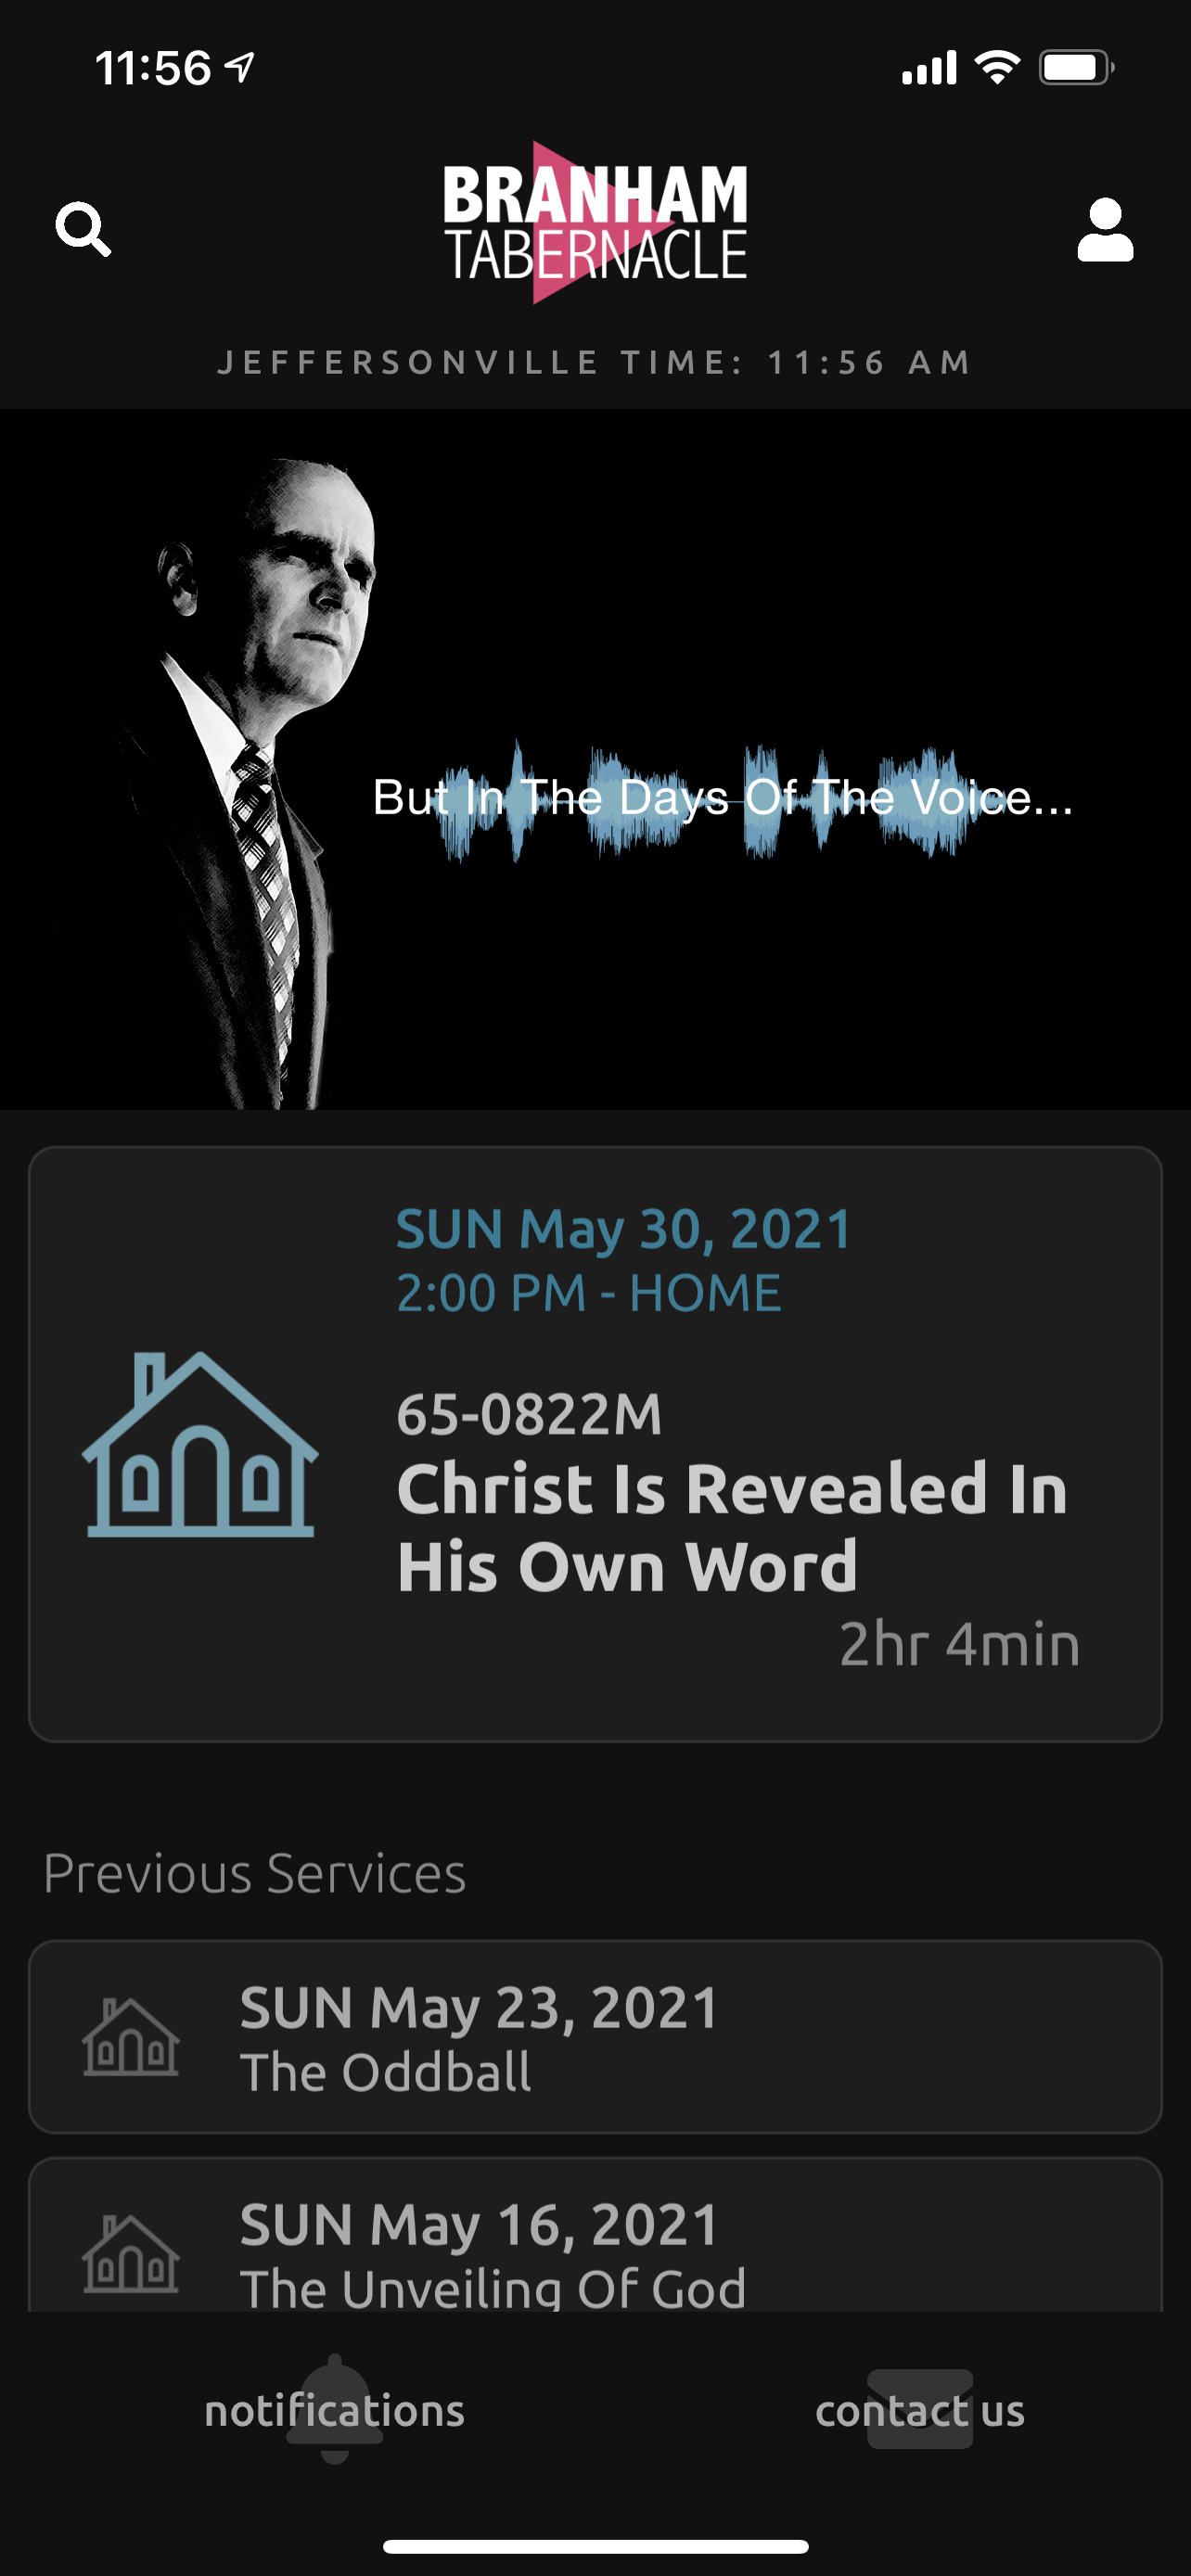 11:56
BRANHAM
TABERNACLE
JEFFERSONVILLE TIME: 11:56 AM
But In The Days Of The Voice...
SUN May 30, 2021
2:00 PM - HOME
65-0822M
Christ Is Revealed In
His Own Word
2hr 4min
Previous Services
SUN May 23, 2021
The Oddball
SUN May 16, 2021
The Unveiling Of God
notifications
contact us